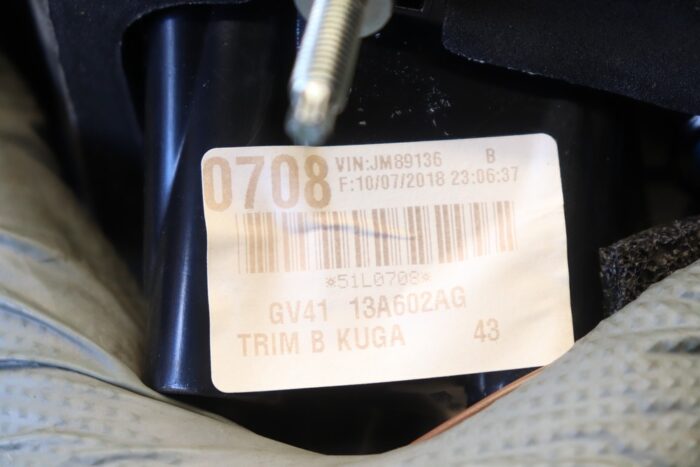 0708
VIN:JM89136 B
F:10/07/2018 23:06:37
*51L0708*
GV41 13A602AG
TRIM B KUGA 43